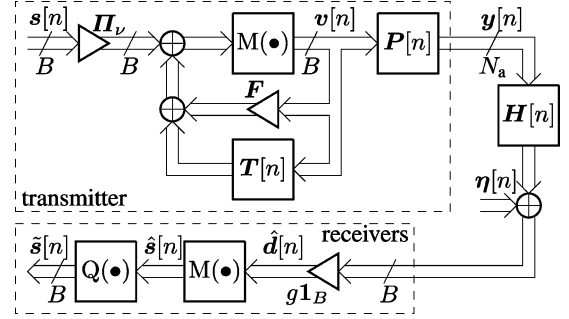 s[n] Π_ν v[n] y[n]
B B M(•) B P[n] N_a
F H[n]
T[n]
transmitter η[n]
receivers
s̃[n] ŝ[n] d̂[n]
Q(•) M(•)
B g1_B B